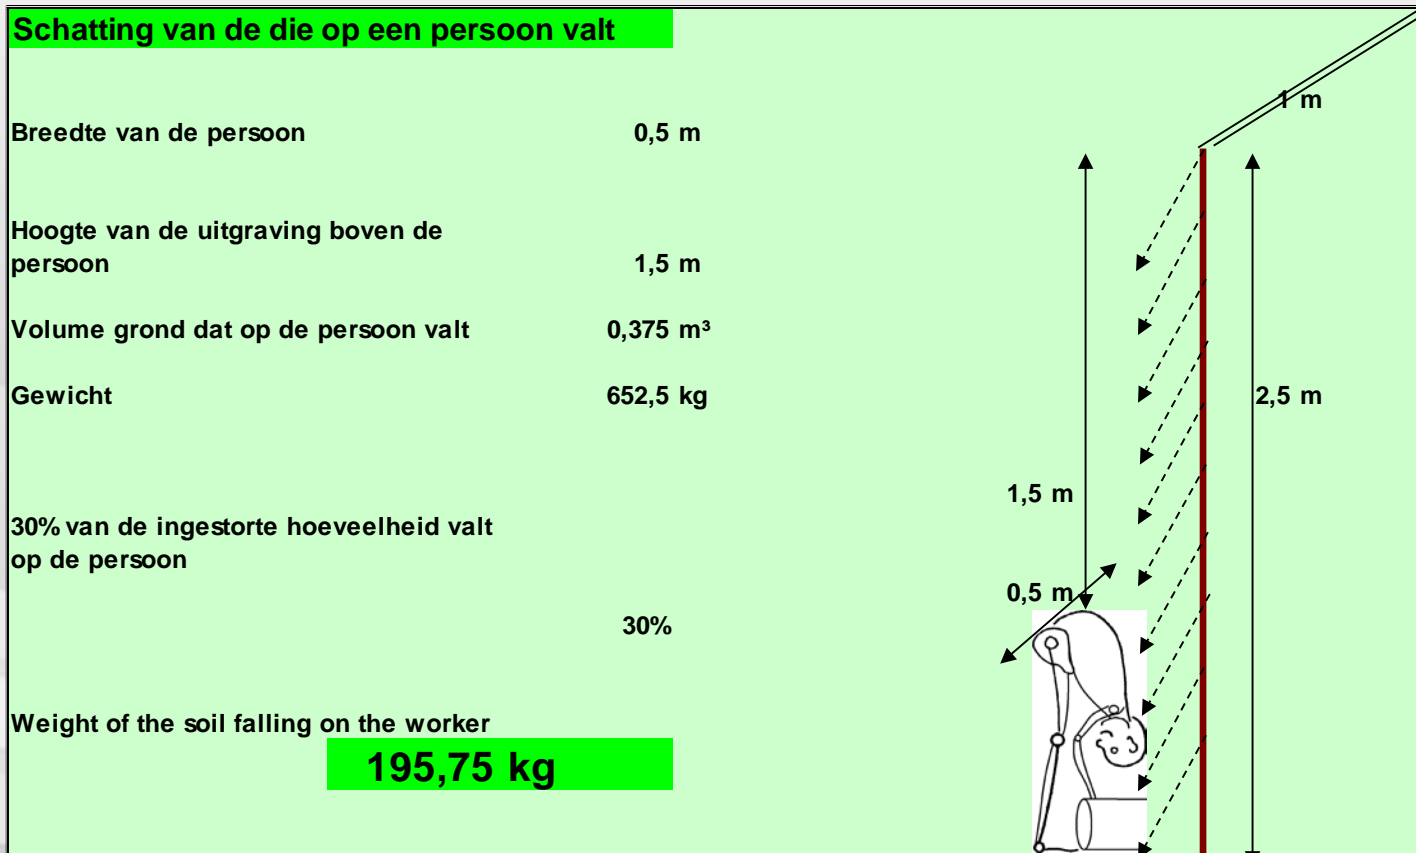 Schatting van de die op een persoon valt
1 m
Breedte van de persoon 0,5 m
Hoogte van de uitgraving boven de
persoon 1,5 m
Volume grond dat op de persoon valt 0,375 m³
Gewicht 652,5 kg
2,5 m
1,5 m
30% van de ingestorte hoeveelheid valt
op de persoon
0,5 m
30%
Weight of the soil falling on the worker
195,75 kg